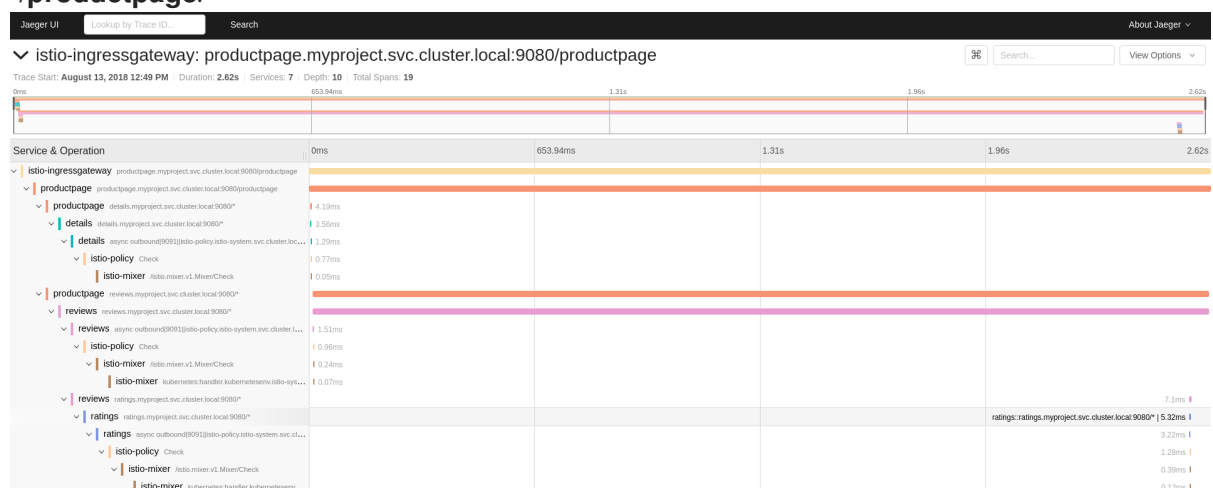 /productpage.
Jaeger UI Lookup by Trace ID... Search About Jaeger
istio-ingressgateway: productpage.myproject.svc.cluster.local:9080/productpage ⌘ Search... View Options
Trace Start: August 13, 2018 12:49 PM | Duration: 2.62s | Services: 7 | Depth: 10 | Total Spans: 19
0ms 653.94ms 1.31s 1.96s 2.62s
Service & Operation 0ms 653.94ms 1.31s 1.96s 2.62s
istio-ingressgateway productpage.myproject.svc.cluster.local:9080/productpage
productpage productpage.myproject.svc.cluster.local:9080/productpage
productpage details.myproject.svc.cluster.local:9080/* 4.19ms
details details.myproject.svc.cluster.local:9080/* 3.56ms
details async outbound|9091||istio-policy.istio-system.svc.cluster.loc... 1.29ms
istio-policy Check 0.77ms
istio-mixer /istio.mixer.v1.Mixer/Check 0.05ms
productpage reviews.myproject.svc.cluster.local:9080/*
reviews reviews.myproject.svc.cluster.local:9080/*
reviews async outbound|9091||istio-policy.istio-system.svc.cluster.l... 1.51ms
istio-policy Check 0.96ms
istio-mixer /istio.mixer.v1.Mixer/Check 0.24ms
istio-mixer kubernetes:handler.kubernetesenv.istio-sys... 0.07ms
reviews ratings.myproject.svc.cluster.local:9080/* 7.1ms
ratings ratings.myproject.svc.cluster.local:9080/* ratings::ratings.myproject.svc.cluster.local:9080/* | 5.32ms
ratings async outbound|9091||istio-policy.istio-system.svc.cl... 3.22ms
istio-policy Check 1.28ms
istio-mixer /istio.mixer.v1.Mixer/Check 0.39ms
istio-mixer kubernetes:handler.kubernetesenv... 0.12ms